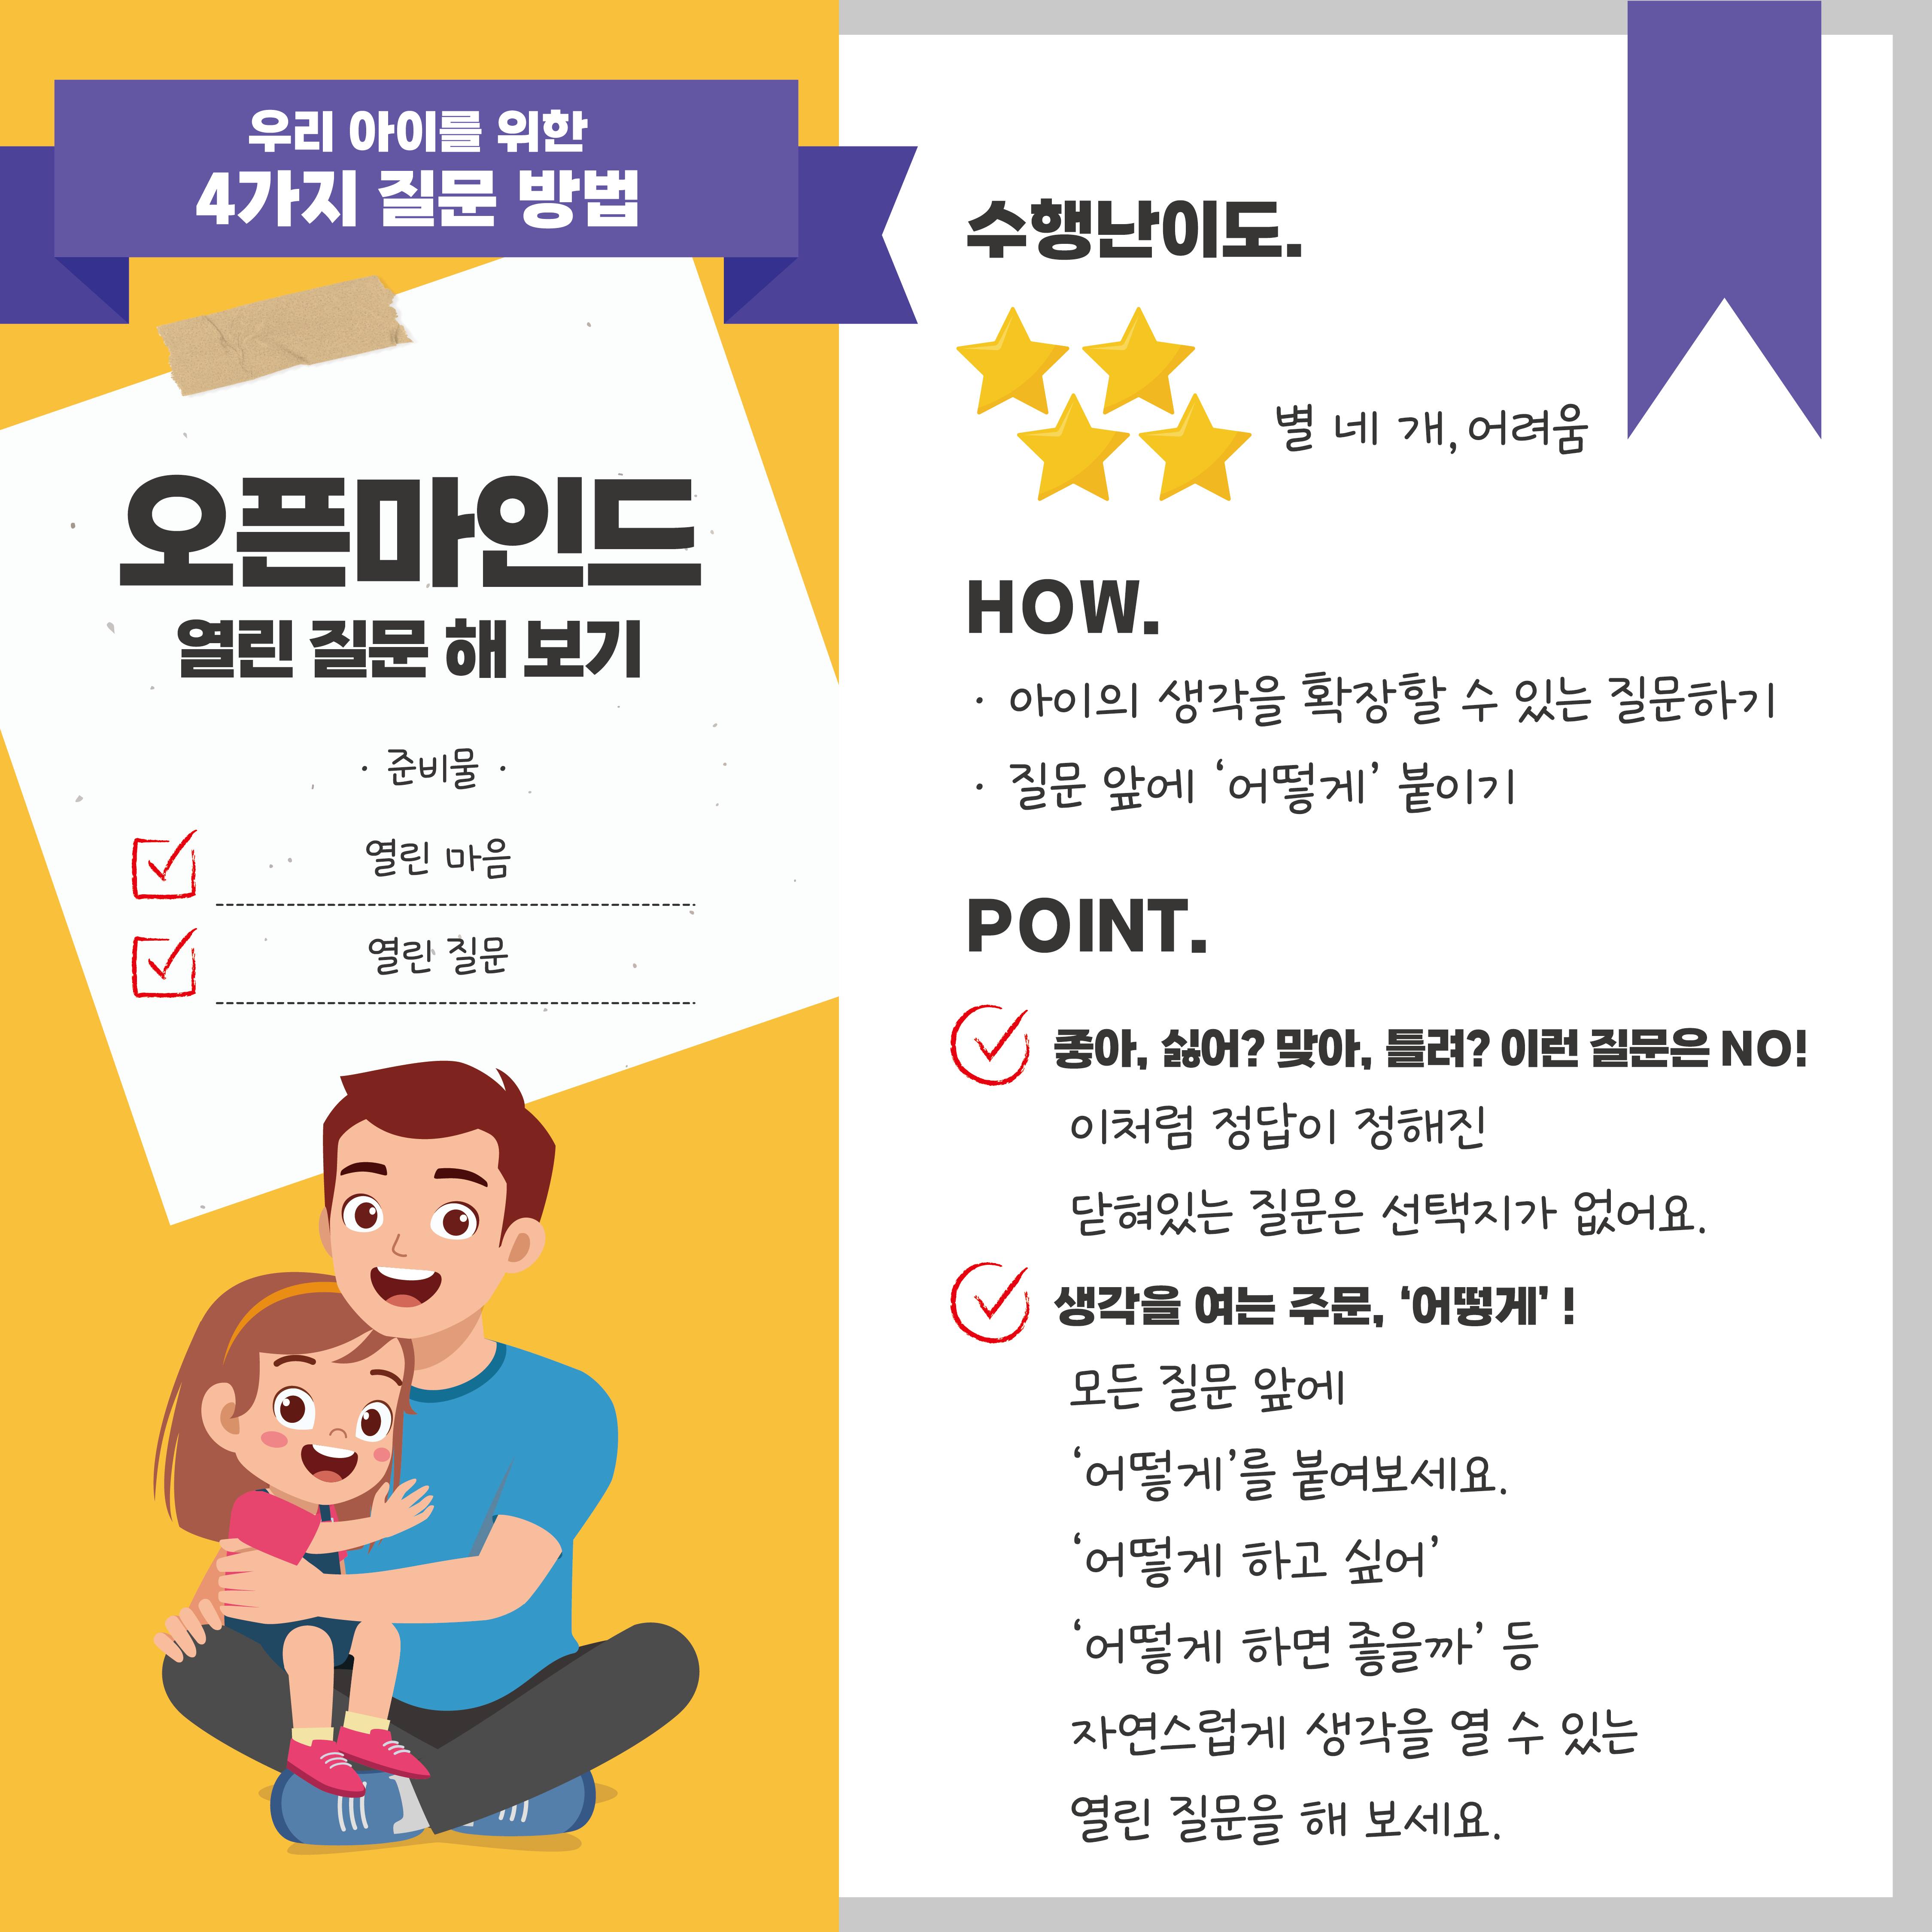 우리 아이를 위한
4가지 질문 방법
오픈마인드
열린 질문 해 보기
· 준비물 ·
열린 마음
열린 질문
수행난이도.
별 네 개, 어려움
HOW.
· 아이의 생각을 확장할 수 있는 질문하기
· 질문 앞에 ‘어떻게’ 붙이기
POINT.
좋아, 싫어? 맞아, 틀려? 이런 질문은 NO!
이처럼 정답이 정해진
닫혀있는 질문은 선택지가 없어요.
생각을 여는 주문, ‘어떻게’ !
모든 질문 앞에
‘어떻게’를 붙여보세요.
‘어떻게 하고 싶어’
‘어떻게 하면 좋을까’ 등
자연스럽게 생각을 열 수 있는
열린 질문을 해 보세요.